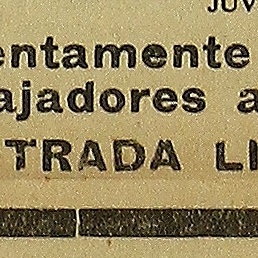 JUV
entamente
ajadores a
TRADA LI